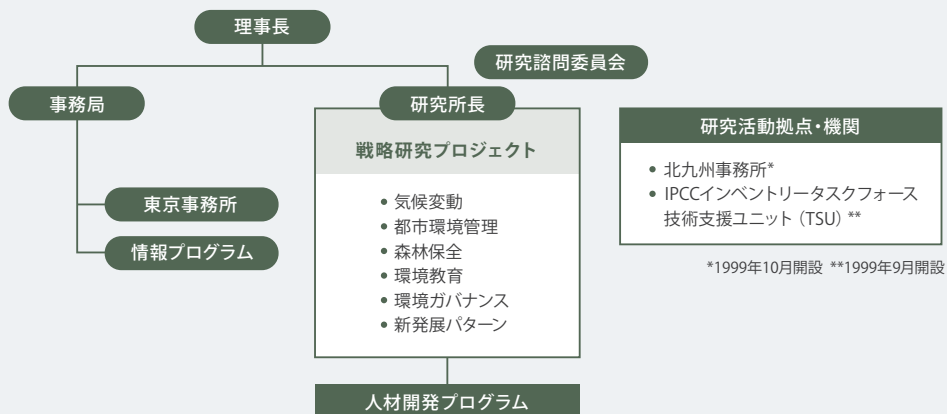 理事長
研究諮問委員会
事務局
研究所長
戦略研究プロジェクト
• 気候変動
• 都市環境管理
• 森林保全
• 環境教育
• 環境ガバナンス
• 新発展パターン
東京事務所
情報プログラム
人材開発プログラム
研究活動拠点・機関
• 北九州事務所*
• IPCCインベントリータスクフォース
技術支援ユニット（TSU）**
*1999年10月開設 **1999年9月開設